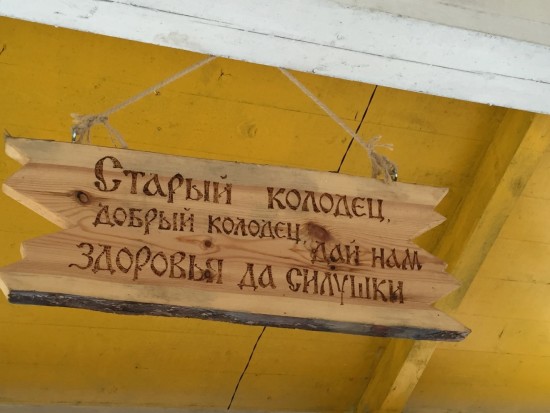 Старый колодец,
добрый колодец, дай нам
здоровья да силушки